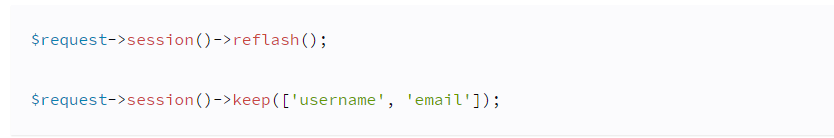 $request->session()->reflash();
$request->session()->keep(['username', 'email']);